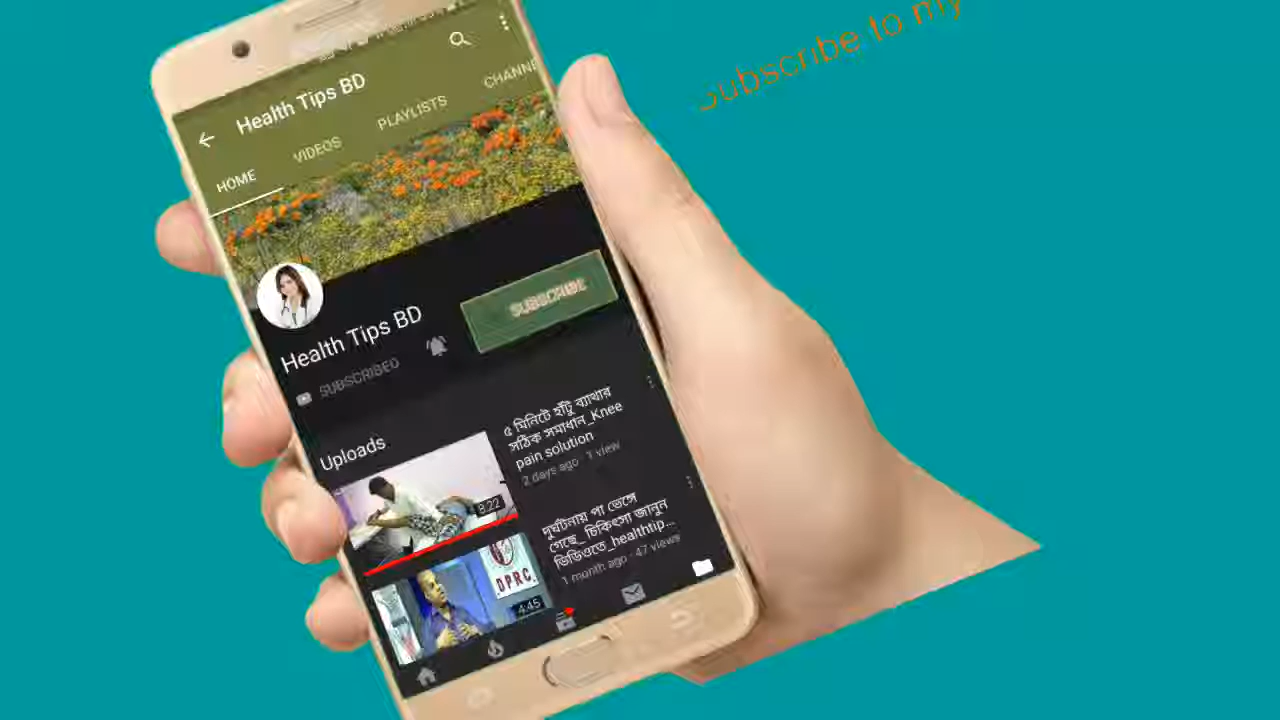 Subscribe to my
Health Tips BD
HOME
VIDEOS
PLAYLISTS
CHANNE
Health Tips BD
SUBSCRIBED
SUBSCRIBE
Uploads
৫ মিনিটে হাঁটু ব্যাথার
সঠিক সমাধান_Knee
pain solution
2 days ago · 1 view
8:22
দুর্ঘটনায় পা ভেঙ্গে
গেছে_ চিকিৎসা জানুন
ভিডিওতে_healthtip...
1 month ago · 47 views
DPRC
4:45